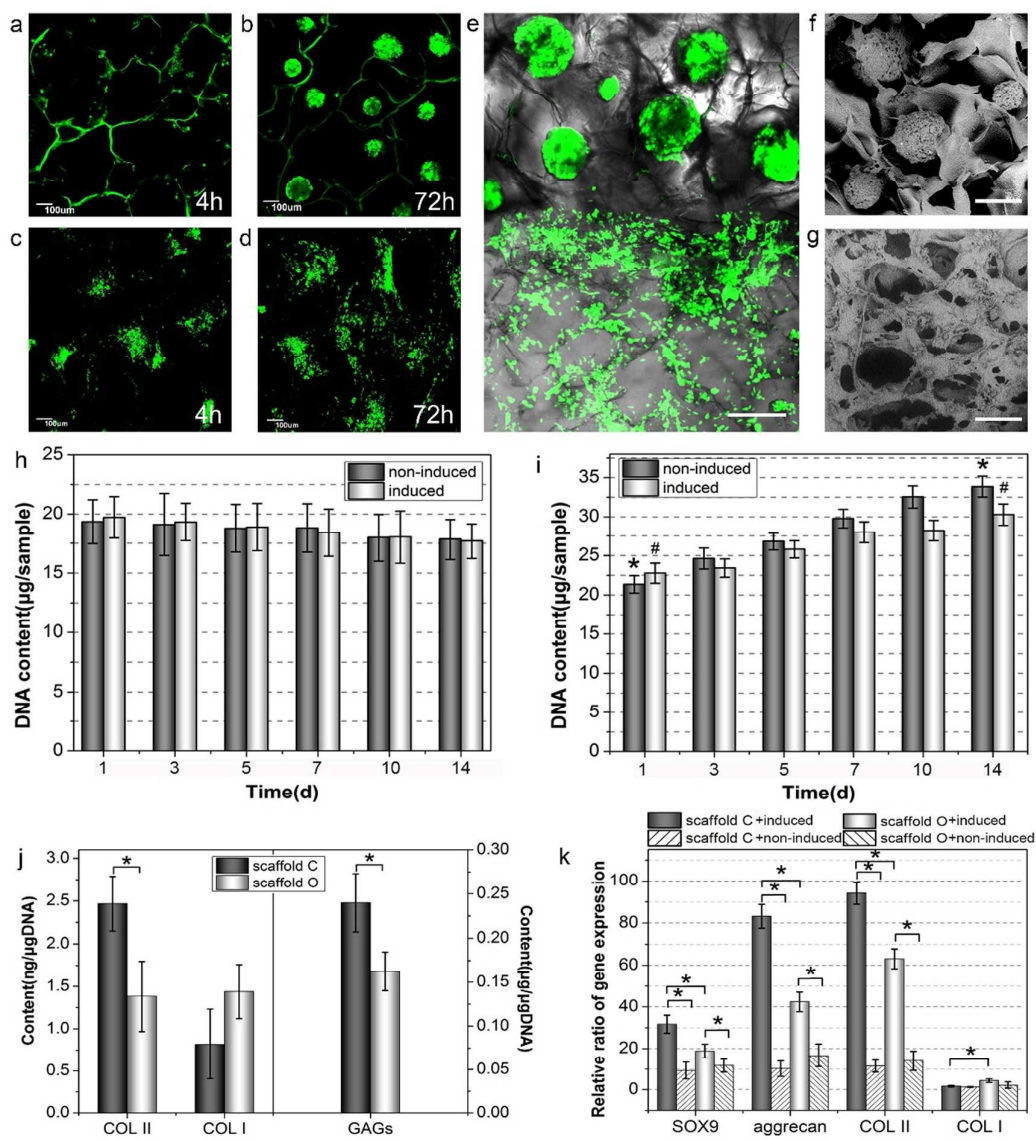 a
100um
4h
b
100um
72h
c
100um
4h
d
100um
72h
e
f
g
h
DNA content(µg/sample)
25
20
15
10
5
0
non-induced
induced
1 3 5 7 10 14
Time(d)
i
DNA content(µg/sample)
35
30
25
20
15
10
5
0
non-induced
induced
* #
* #
1 3 5 7 10 14
Time(d)
j
Content(ng/µgDNA)
3.0
2.5
2.0
1.5
1.0
0.5
0.0
scaffold C
scaffold O
*
*
0.30
0.25
0.20
0.15
0.10
0.05
0.00
Content(µg/µgDNA)
COL II COL I GAGs
scaffold C+induced scaffold O+induced
scaffold C+non-induced scaffold O+non-induced
k
Relative ratio of gene expression
100
80
60
40
20
0
* * *
* * *
* * *
*
SOX9 aggrecan COL II COL I